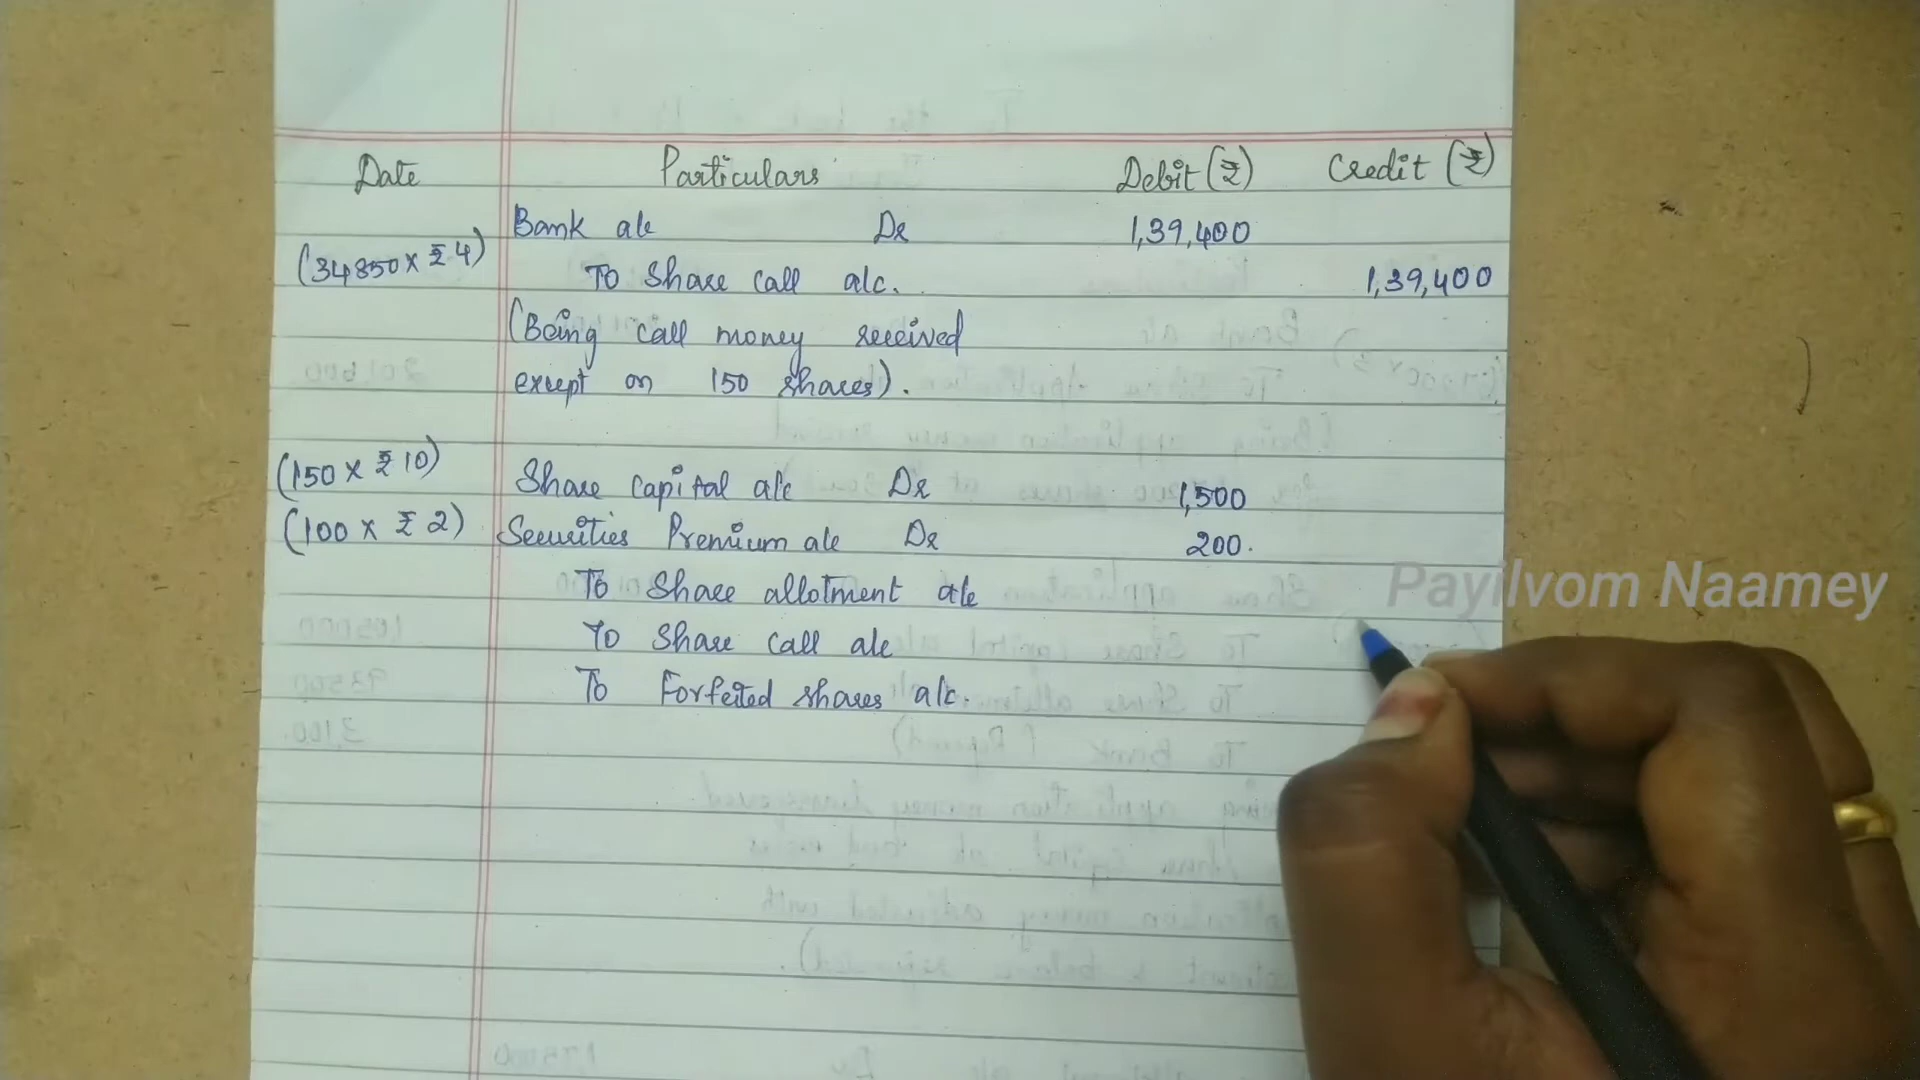 Date Particulars Debit (₹) Credit (₹)
Bank a/c Dr 1,39,400
(34850 x ₹ 4) To Share call a/c. 1,39,400
(Being call money received
except on 150 shares).
(150 x ₹ 10) Share capital a/c Dr 1,500
(100 x ₹ 2) Securities Premium a/c Dr 200.
To Share allotment a/c
To Share call a/c
To Forfeited shares a/c.
Payilvom Naamey